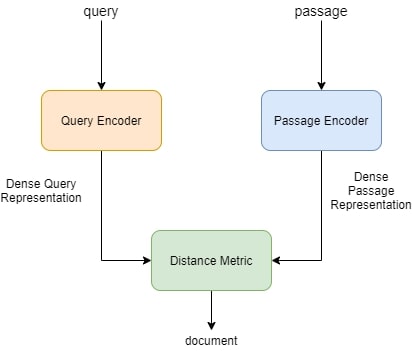 query
passage
Query Encoder
Passage Encoder
Dense Query
Representation
Dense
Passage
Representation
Distance Metric
document